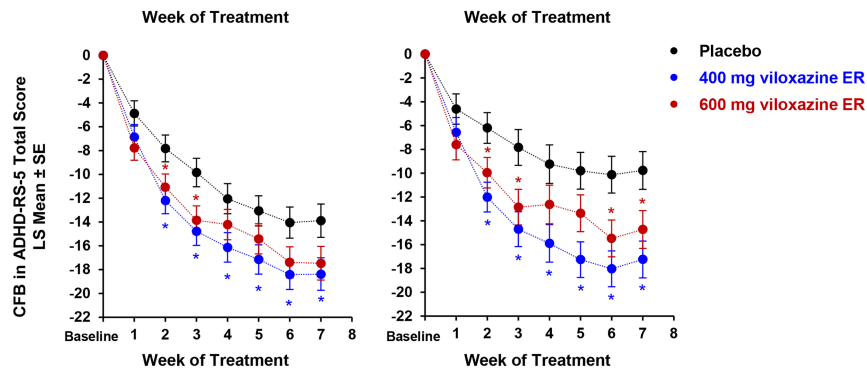 Week of Treatment
Week of Treatment
CFB in ADHD-RS-5 Total Score
LS Mean ± SE
0
-2
-4
-6
-8
-10
-12
-14
-16
-18
-20
-22
Baseline 1 2 3 4 5 6 7 8
Week of Treatment
* * * * * * * *
0
-2
-4
-6
-8
-10
-12
-14
-16
-18
-20
-22
Baseline 1 2 3 4 5 6 7 8
Week of Treatment
* * * * * * * * * *
Placebo
400 mg viloxazine ER
600 mg viloxazine ER